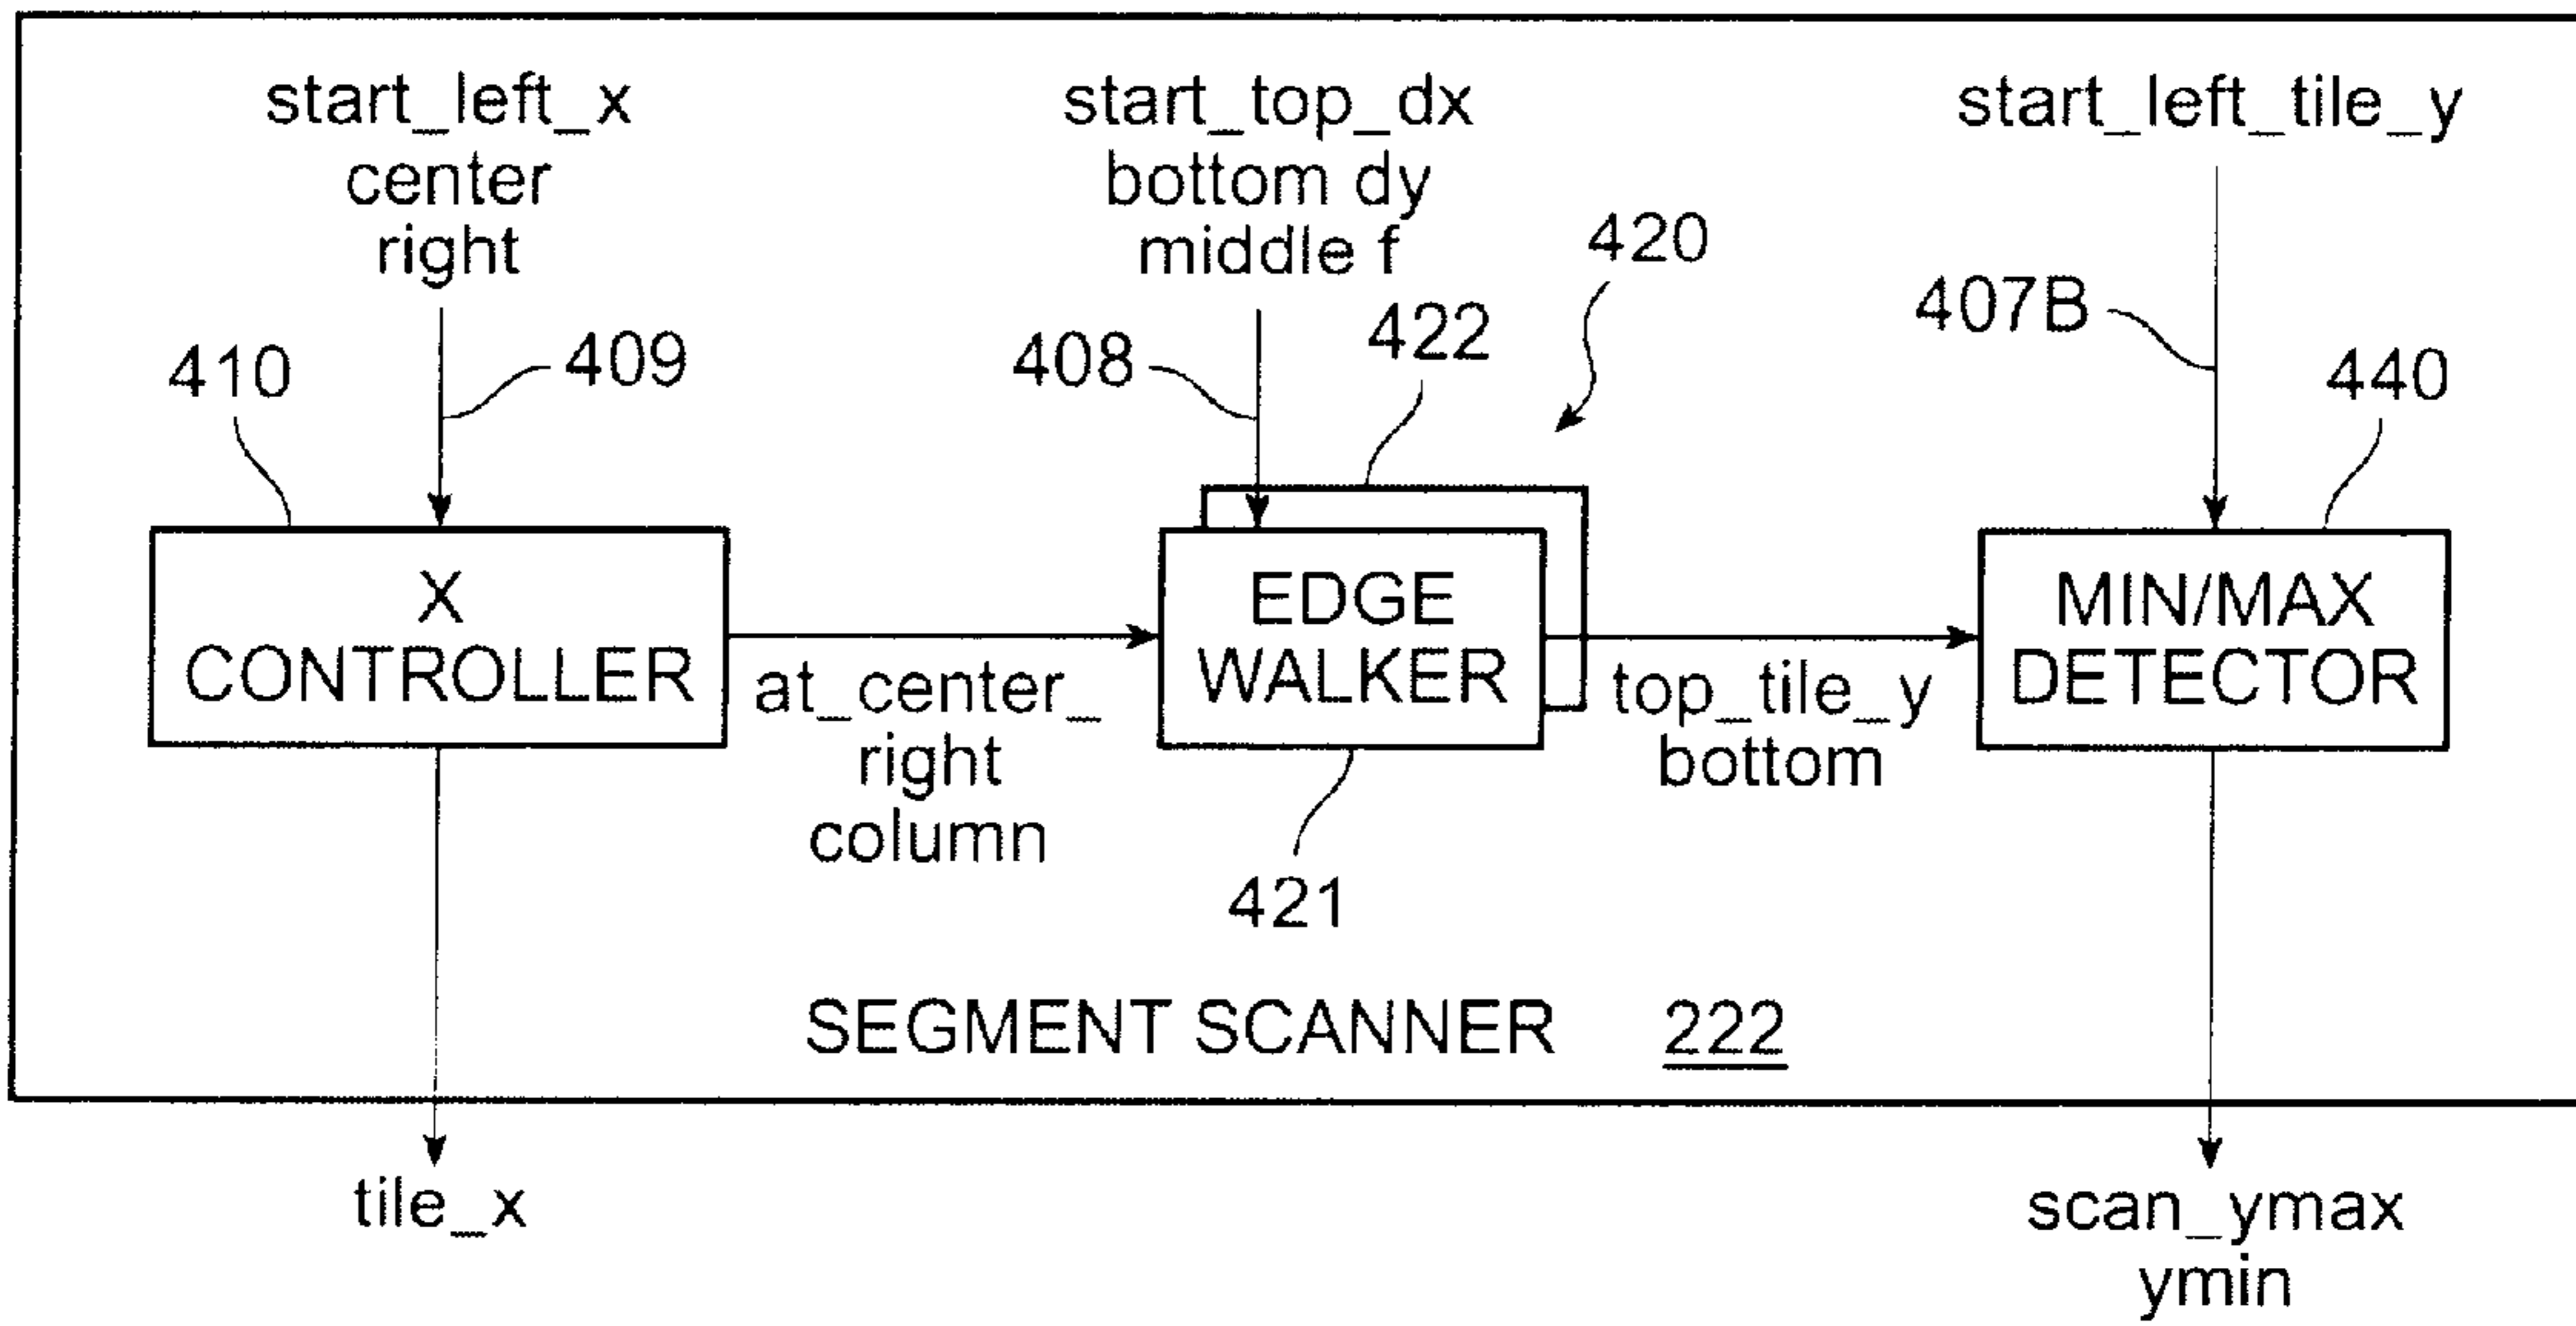 start_left_x
center
right
start_top_dx
bottom dy
middle f
start_left_tile_y
420
422
407B
410
409
408
440
X
CONTROLLER
EDGE
WALKER
MIN/MAX
DETECTOR
at_center_
right
column
top_tile_y
bottom
421
SEGMENT SCANNER 222
tile_x
scan_ymax
ymin